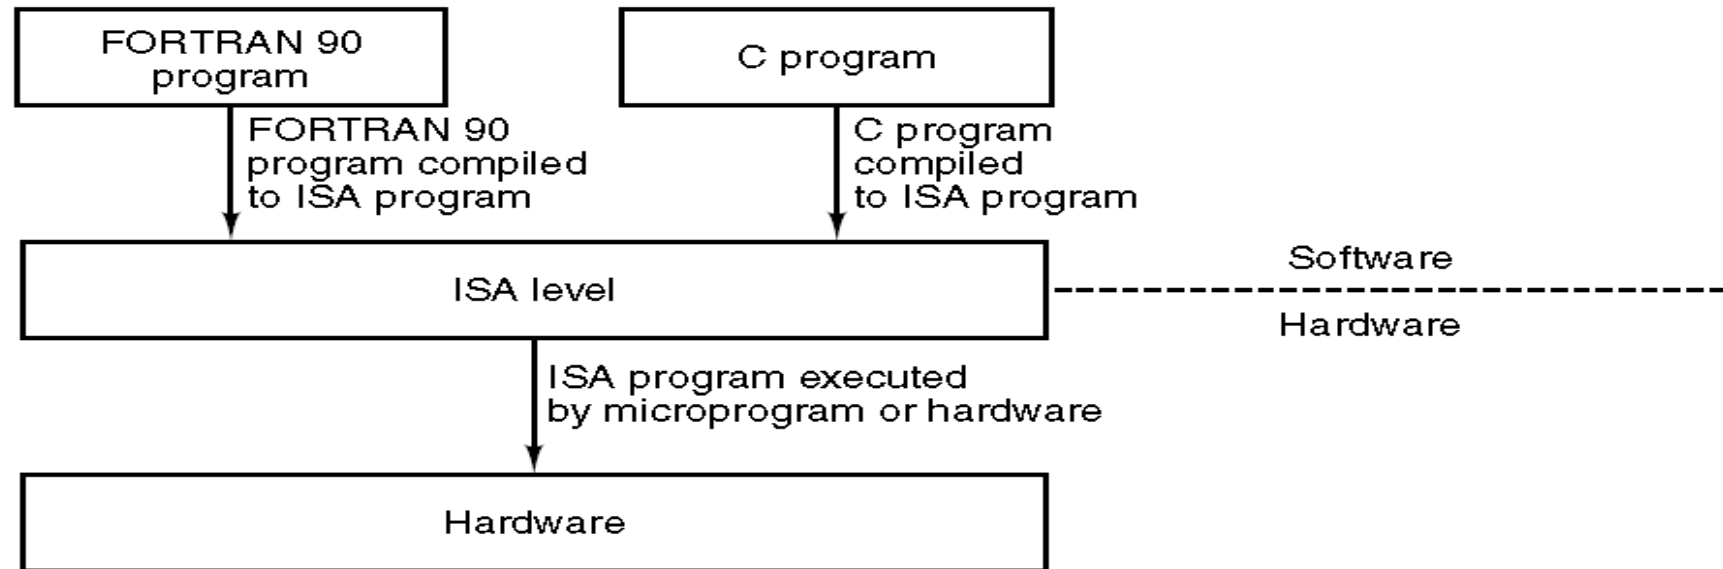 FORTRAN 90
program
C program
FORTRAN 90
program compiled
to ISA program
C program
compiled
to ISA program
ISA level
Software
Hardware
ISA program executed
by microprogram or hardware
Hardware